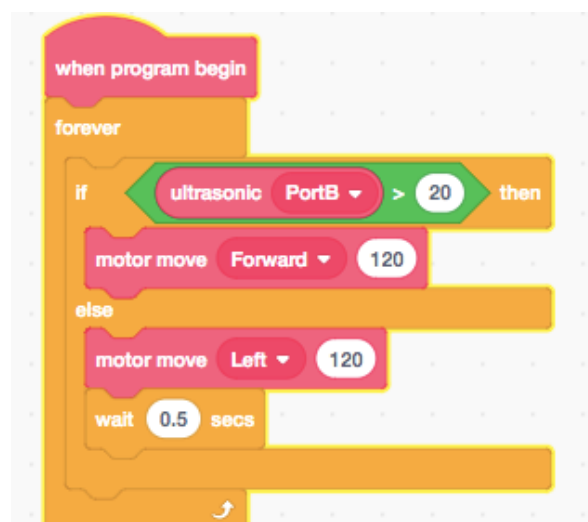 when program begin
forever
if ultrasonic PortB > 20 then
motor move Forward 120
else
motor move Left 120
wait 0.5 secs